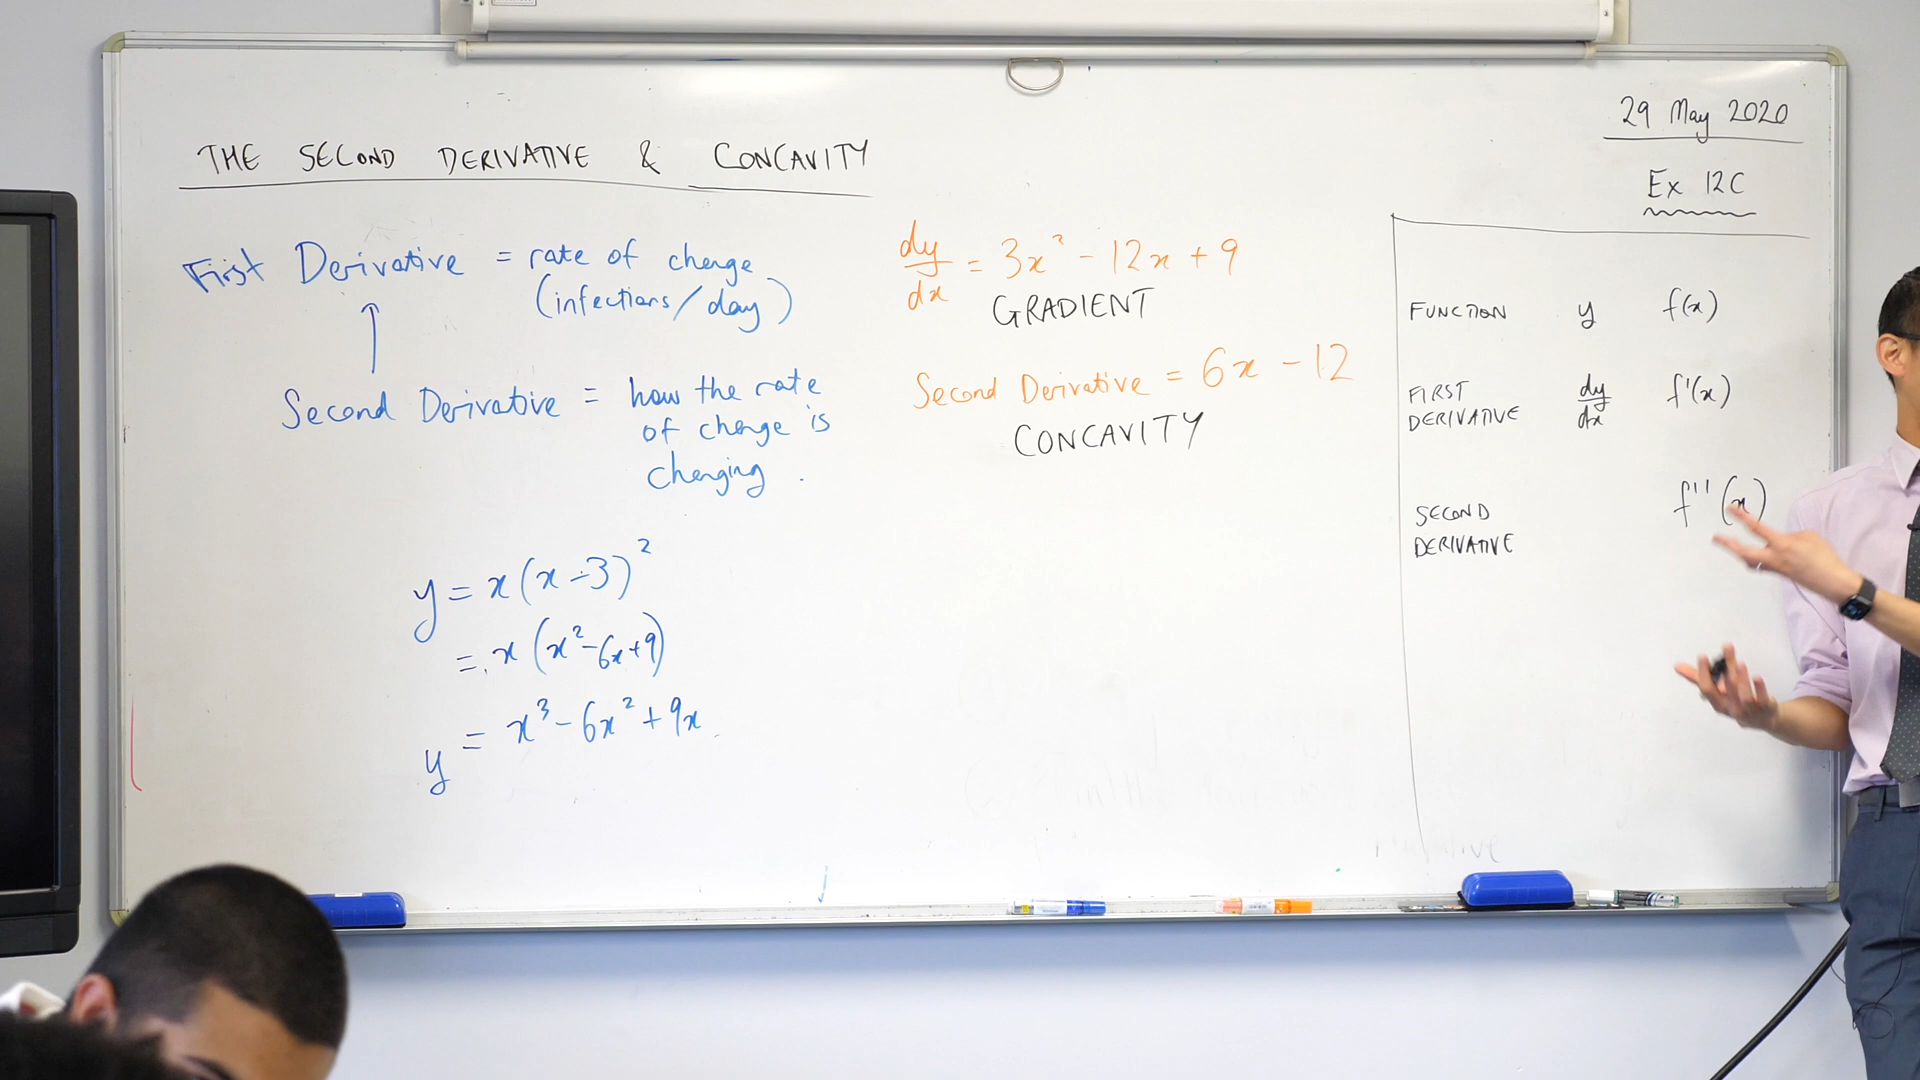 THE SECOND DERIVATIVE & CONCAVITY
First Derivative = rate of change
(infections/day)
↑
Second Derivative = how the rate
of change is
changing.
y = x(x-3)²
= x(x²-6x+9)
y = x³-6x²+9x
dy/dx = 3x²-12x+9
GRADIENT
Second Derivative = 6x-12
CONCAVITY
29 May 2020
Ex 12C
FUNCTION y f(x)
FIRST
DERIVATIVE dy/dx f'(x)
SECOND
DERIVATIVE f''(x)